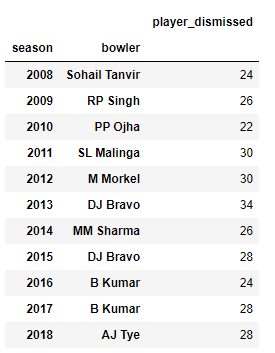 player_dismissed
season bowler
2008 Sohail Tanvir 24
2009 RP Singh 26
2010 PP Ojha 22
2011 SL Malinga 30
2012 M Morkel 30
2013 DJ Bravo 34
2014 MM Sharma 26
2015 DJ Bravo 28
2016 B Kumar 24
2017 B Kumar 28
2018 AJ Tye 28